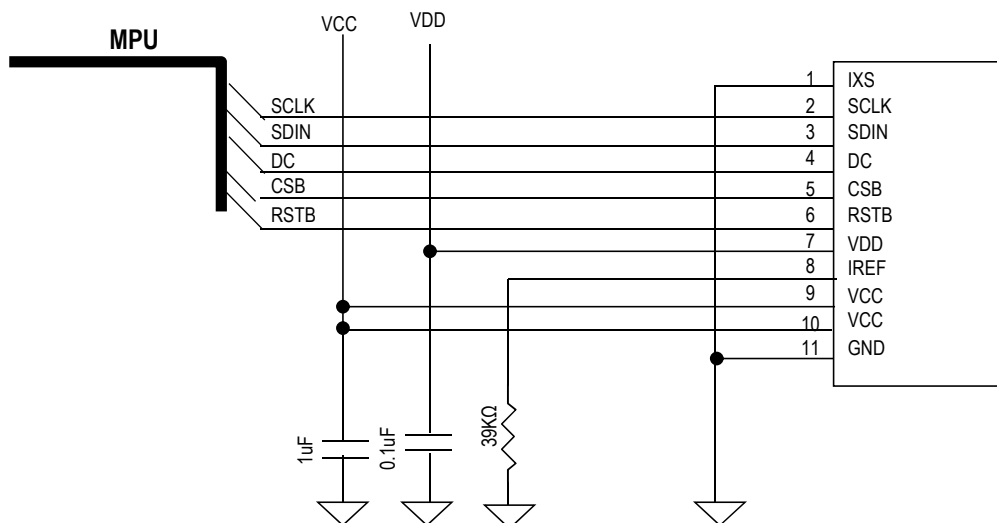 VCC VDD
MPU
1 IXS
SCLK 2 SCLK
SDIN 3 SDIN
DC 4 DC
CSB 5 CSB
RSTB 6 RSTB
7 VDD
8 IREF
9 VCC
10 VCC
11 GND
1uF
0.1uF
39KΩ